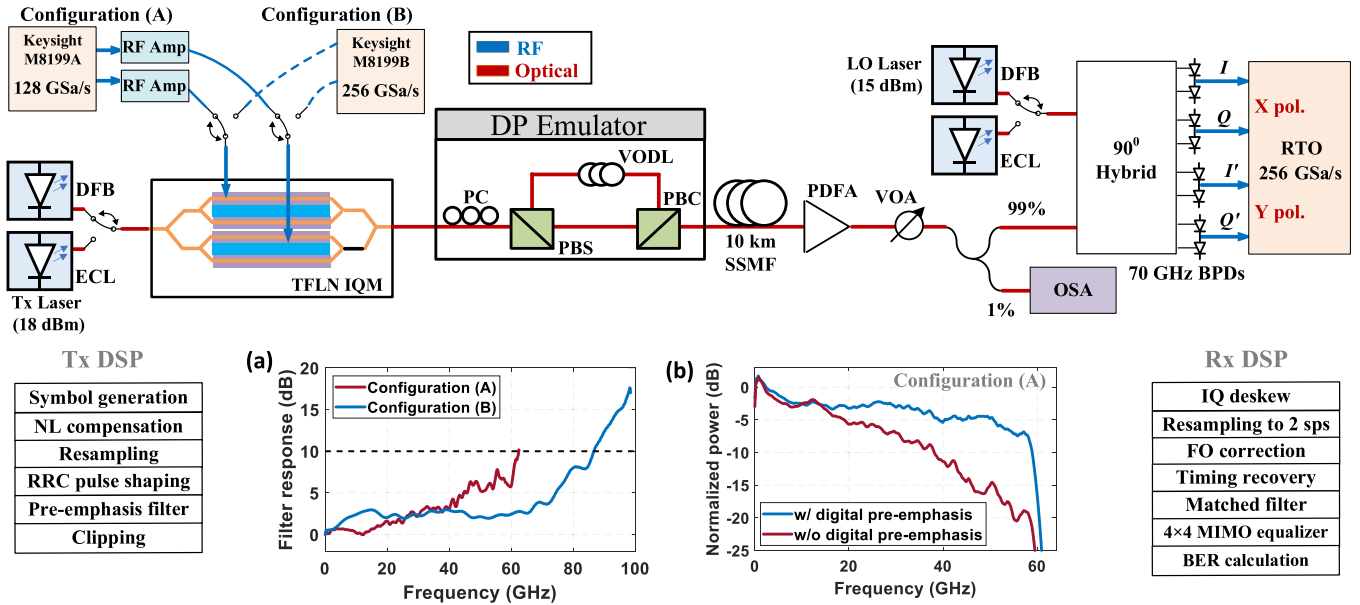 Configuration (A)
Configuration (B)
Keysight
M8199A
128 GSa/s
RF Amp
RF Amp
Keysight
M8199B
256 GSa/s
RF
Optical
DFB
ECL
Tx Laser
(18 dBm)
TFLN IQM
DP Emulator
PC
VODL
PBS
PBC
10 km
SSMF
PDFA
VOA
99%
1%
OSA
LO Laser
(15 dBm)
DFB
ECL
90⁰
Hybrid
I
Q
I'
Q'
70 GHz BPDs
X pol.
RTO
256 GSa/s
Y pol.
Tx DSP
Symbol generation
NL compensation
Resampling
RRC pulse shaping
Pre-emphasis filter
Clipping
(a)
Filter response (dB)
20
15
10
5
0
Configuration (A)
Configuration (B)
0 20 40 60 80 100
Frequency (GHz)
(b)
Normalized power (dB)
0
-5
-10
-15
-20
-25
Configuration (A)
w/ digital pre-emphasis
w/o digital pre-emphasis
0 20 40 60
Frequency (GHz)
Rx DSP
IQ deskew
Resampling to 2 sps
FO correction
Timing recovery
Matched filter
4×4 MIMO equalizer
BER calculation